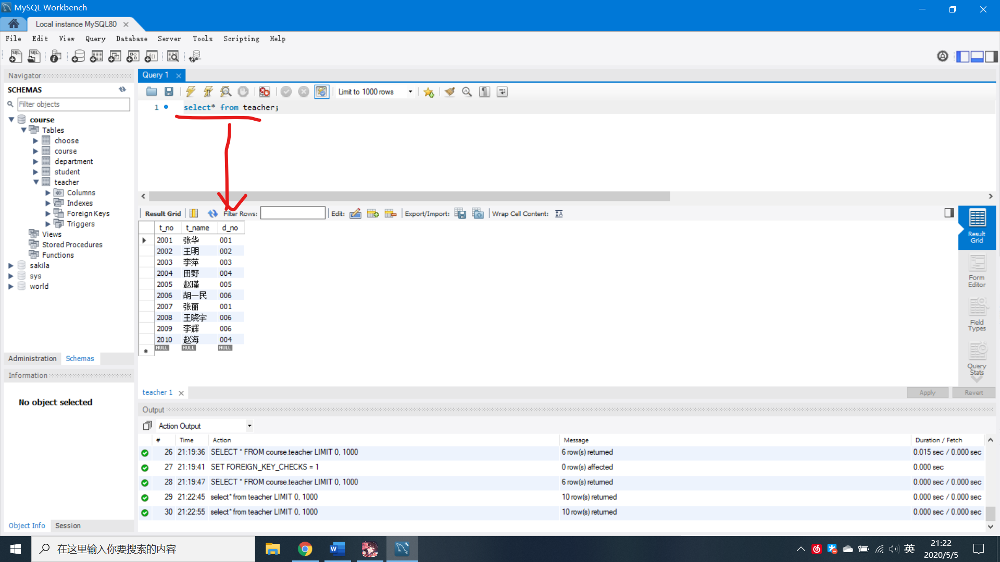 MySQL Workbench
Local instance MySQL80
File Edit View Query Database Server Tools Scripting Help
Navigator
SCHEMAS
Filter objects
course
Tables
choose
course
department
student
teacher
Columns
Indexes
Foreign Keys
Triggers
Views
Stored Procedures
Functions
sakila
sys
world
Administration Schemas
Information
No object selected
Object Info Session
Query 1
Limit to 1000 rows
1 select* from teacher;
Result Grid Filter Rows: Edit: Export/Import: Wrap Cell Content:
t_no t_name d_no
2001 张华 001
2002 王明 002
2003 李萍 003
2004 田野 004
2005 赵瑾 005
2006 胡一民 006
2007 张丽 001
2008 王晓宇 006
2009 李辉 006
2010 赵海 004
NULL NULL NULL
Result
Grid
Form
Editor
Field
Types
Query
Stats
teacher 1
Apply Revert
Output
Action Output
# Time Action Message Duration / Fetch
26 21:19:36 SELECT * FROM course.teacher LIMIT 0, 1000 6 row(s) returned 0.015 sec / 0.000 sec
27 21:19:41 SET FOREIGN_KEY_CHECKS = 1 0 row(s) affected 0.000 sec
28 21:19:47 SELECT * FROM course.teacher LIMIT 0, 1000 6 row(s) returned 0.000 sec / 0.000 sec
29 21:22:45 select* from teacher LIMIT 0, 1000 10 row(s) returned 0.000 sec / 0.000 sec
30 21:22:55 select* from teacher LIMIT 0, 1000 10 row(s) returned 0.000 sec / 0.000 sec
在这里输入你要搜索的内容
英
21:22
2020/5/5